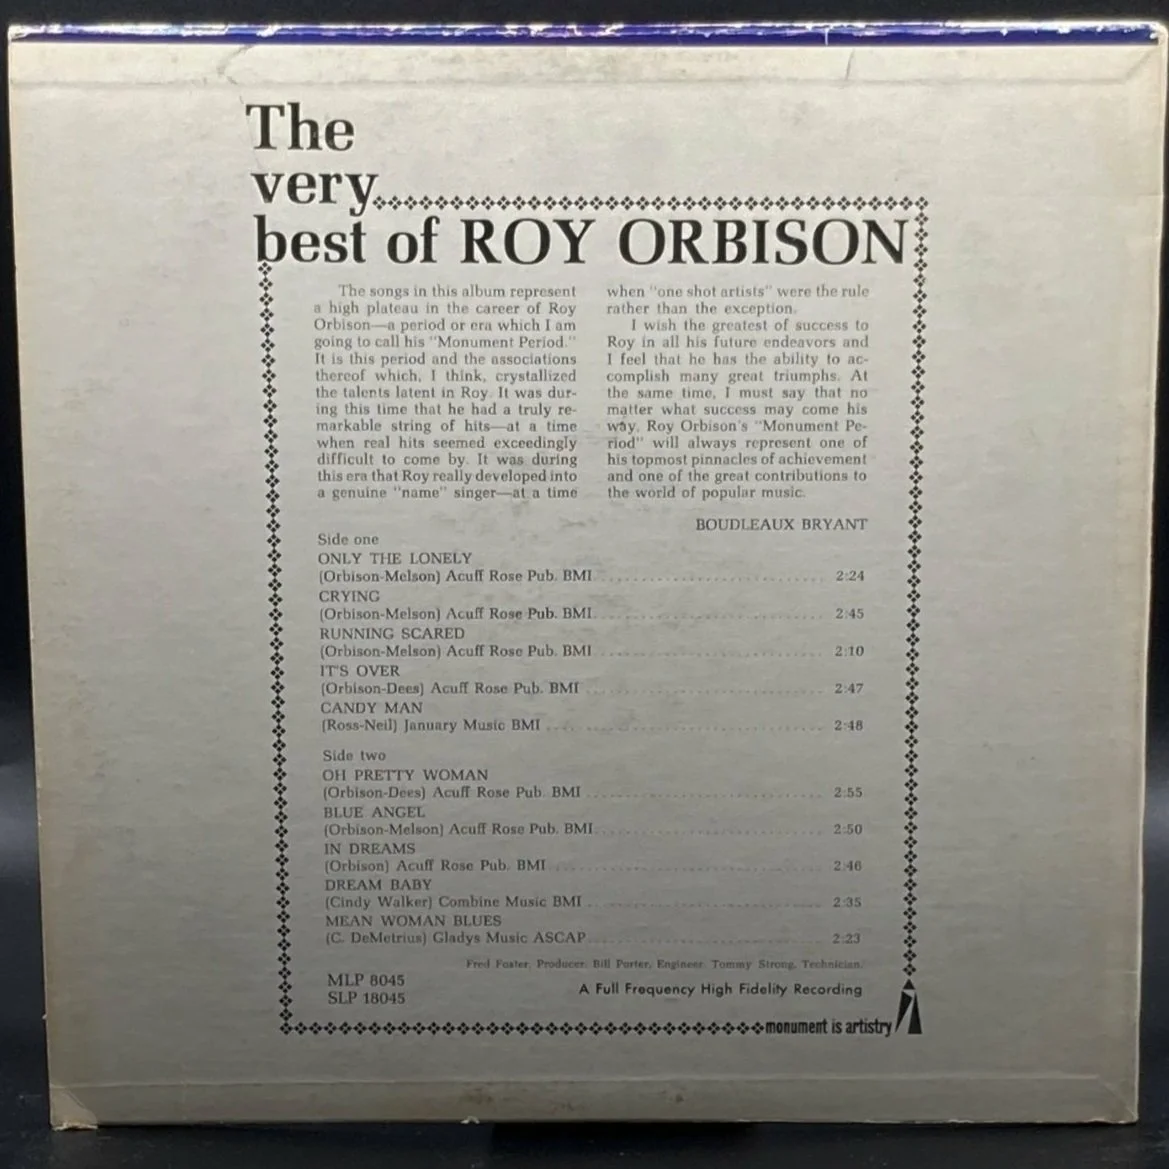 The
very
best of ROY ORBISON
The songs in this album represent
a high plateau in the career of Roy
Orbison—a period or era which I am
going to call his "Monument Period."
It is this period and the associations
thereof which, I think, crystallized
the talents latent in Roy. It was dur-
ing this time that he had a truly re-
markable string of hits—at a time
when real hits seemed exceedingly
difficult to come by. It was during
this era that Roy really developed into
a genuine "name" singer—at a time
when "one shot artists" were the rule
rather than the exception.
I wish the greatest of success to
Roy in all his future endeavors and
I feel that he has the ability to ac-
complish many great triumphs. At
the same time, I must say that no
matter what success may come his
way, Roy Orbison's "Monument Pe-
riod" will always represent one of
his topmost pinnacles of achievement
and one of the great contributions to
the world of popular music.
BOUDLEAUX BRYANT
Side one
ONLY THE LONELY
(Orbison-Melson) Acuff Rose Pub. BMI 2:24
CRYING
(Orbison-Melson) Acuff Rose Pub. BMI 2:45
RUNNING SCARED
(Orbison-Melson) Acuff Rose Pub. BMI 2:10
IT'S OVER
(Orbison-Dees) Acuff Rose Pub. BMI 2:47
CANDY MAN
(Ross-Neil) January Music BMI 2:48
Side two
OH PRETTY WOMAN
(Orbison-Dees) Acuff Rose Pub. BMI 2:55
BLUE ANGEL
(Orbison-Melson) Acuff Rose Pub. BMI 2:50
IN DREAMS
(Orbison) Acuff Rose Pub. BMI 2:46
DREAM BABY
(Cindy Walker) Combine Music BMI 2:35
MEAN WOMAN BLUES
(C. DeMetrius) Gladys Music ASCAP 2:23
Fred Foster, Producer. Bill Porter, Engineer. Tommy Strong, Technician.
MLP 8045
SLP 18045
A Full Frequency High Fidelity Recording
monument is artistry